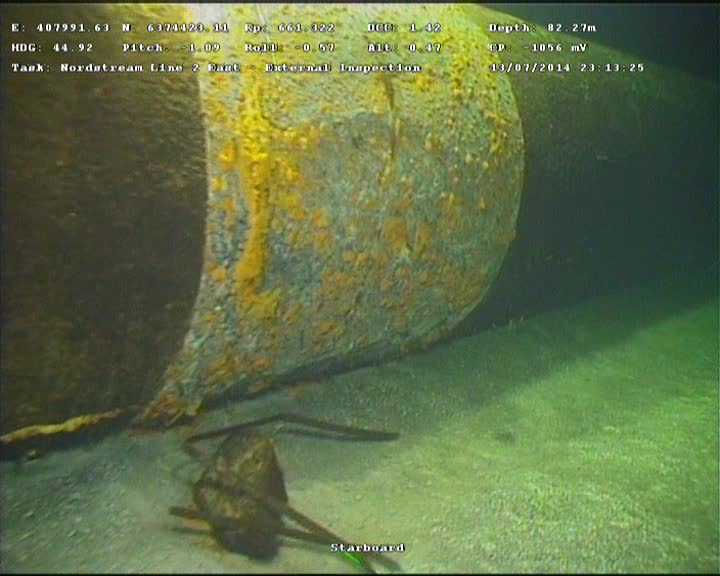 E: 407991.63 N: 6374423.11 Kp: 661.322 DCC: 1.42 Depth: 82.27m
HDG: 44.92 Pitch: -1.09 Roll: -0.57 Alt: 0.47 CP: -1056 mV
Task: Nordstream Line 2 East - External Inspection 13/07/2014 23:13:25
Starboard